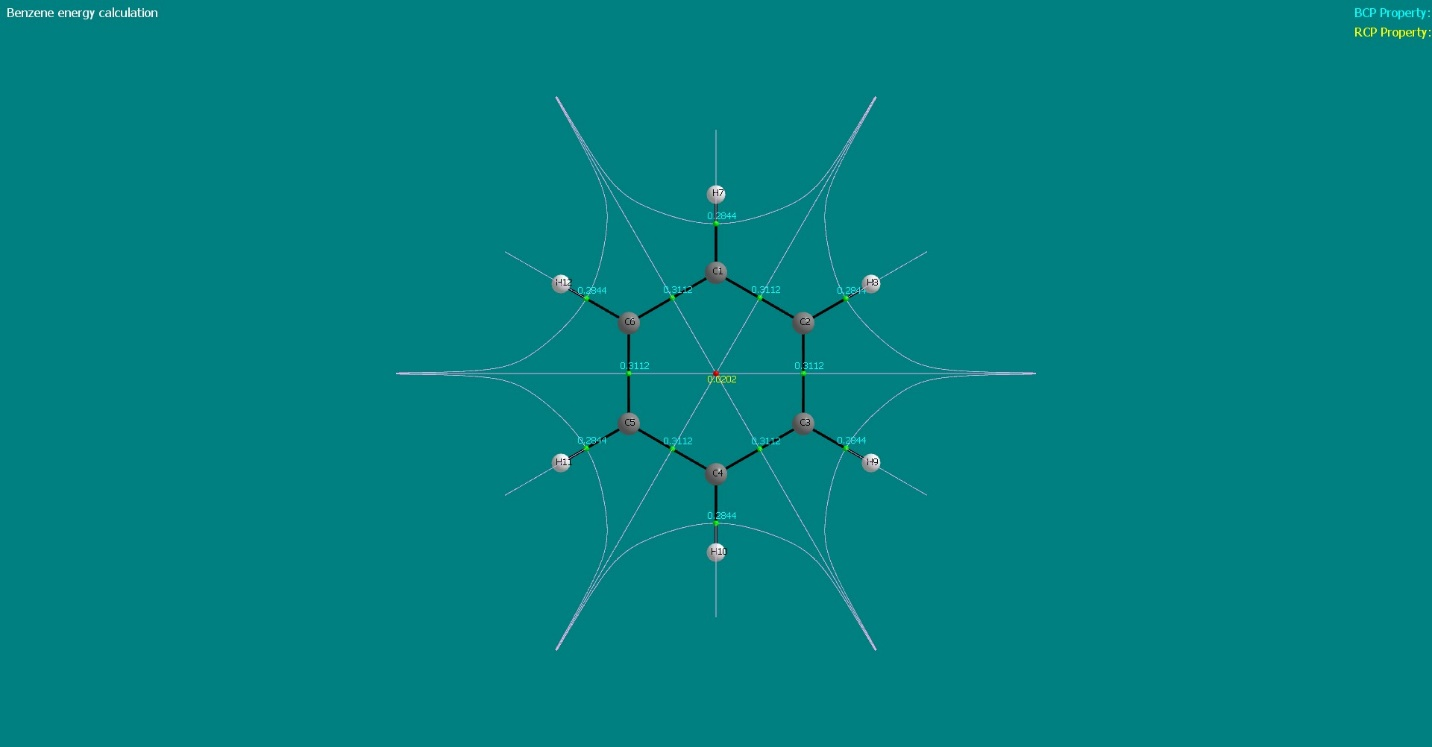 Benzene energy calculation
BCP Property:
RCP Property:
H7
0.2844
C1
H12
0.2844
0.3112
0.3112
0.2844
H8
C6
C2
0.3112
0.3112
0.0202
C5
C3
0.2844
0.3112
0.3112
0.2844
H11
H9
C4
0.2844
H10